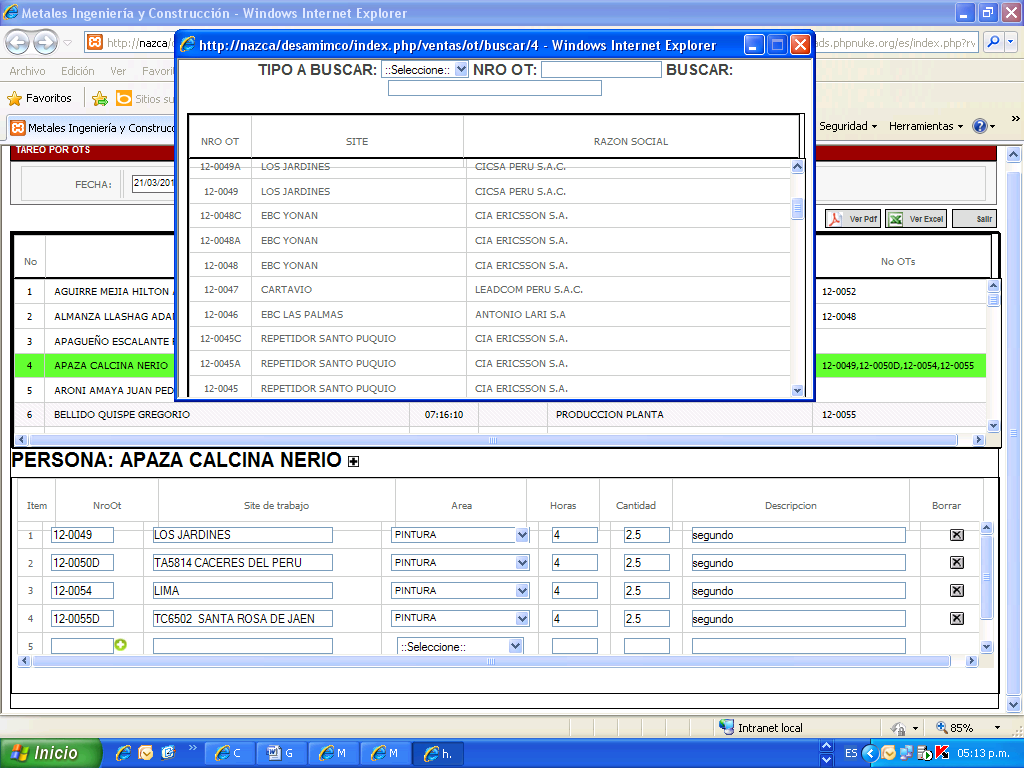 Metales Ingeniería y Construcción - Windows Internet Explorer
http://nazca/
ads.phpnuke.org/es/index.php?rv
http://nazca/desamimco/index.php/ventas/ot/buscar/4 - Windows Internet Explorer
Archivo Edición Ver Favori
Favoritos Sitios su
Metales Ingeniería y Construcc
Seguridad Herramientas »
TIPO A BUSCAR: ::Seleccione:: NRO OT: BUSCAR:
NRO OT SITE RAZON SOCIAL
12-0049A LOS JARDINES CICSA PERU S.A.C.
12-0049 LOS JARDINES CICSA PERU S.A.C.
12-0048C EBC YONAN CIA ERICSSON S.A.
12-0048A EBC YONAN CIA ERICSSON S.A.
12-0048 EBC YONAN CIA ERICSSON S.A.
12-0047 CARTAVIO LEADCOM PERU S.A.C.
12-0046 EBC LAS PALMAS ANTONIO LARI S.A
12-0045C REPETIDOR SANTO PUQUIO CIA ERICSSON S.A.
12-0045A REPETIDOR SANTO PUQUIO CIA ERICSSON S.A.
12-0045 REPETIDOR SANTO PUQUIO CIA ERICSSON S.A.
TAREO POR OTS
FECHA: 21/03/201
Ver Pdf Ver Excel Salir
No No OTs
1 AGUIRRE MEJIA HILTON 12-0052
2 ALMANZA LLASHAG ADA 12-0048
3 APAGUEÑO ESCALANTE
4 APAZA CALCINA NERIO 12-0049,12-0050D,12-0054,12-0055
5 ARONI AMAYA JUAN PED
6 BELLIDO QUISPE GREGORIO 07:16:10 PRODUCCION PLANTA 12-0055
PERSONA: APAZA CALCINA NERIO
Item NroOt Site de trabajo Area Horas Cantidad Descripcion Borrar
1 12-0049 LOS JARDINES PINTURA 4 2.5 segundo
2 12-0050D TA5814 CACERES DEL PERU PINTURA 4 2.5 segundo
3 12-0054 LIMA PINTURA 4 2.5 segundo
4 12-0055D TC6502 SANTA ROSA DE JAEN PINTURA 4 2.5 segundo
5 ::Seleccione::
Intranet local 85%
Inicio » C G M M h. ES 05:13 p.m.